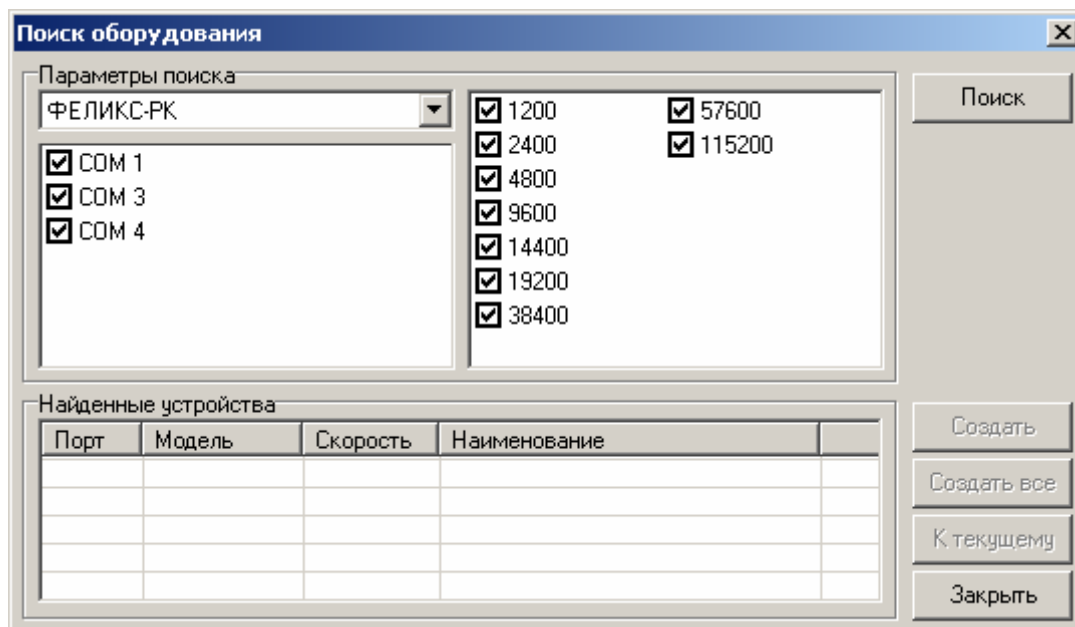 Поиск оборудования
Параметры поиска
ФЕЛИКС-РК
COM 1
COM 3
COM 4
1200
2400
4800
9600
14400
19200
38400
57600
115200
Поиск
Найденные устройства
Порт Модель Скорость Наименование
Создать
Создать все
К текущему
Закрыть